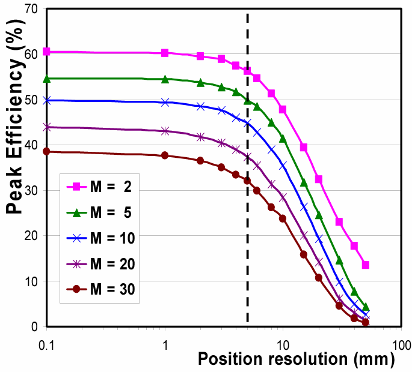 Peak Efficiency (%)
70
60
50
40
30
20
10
0
M = 2
M = 5
M = 10
M = 20
M = 30
0.1
1
10
100
Position resolution (mm)